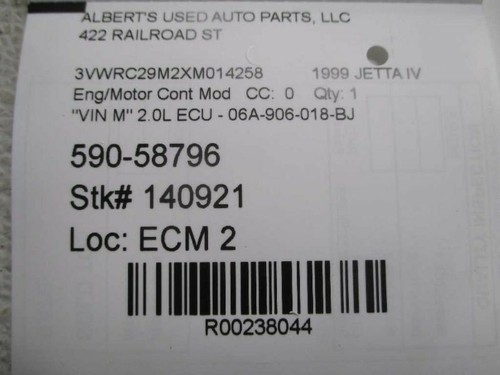 ALBERT'S USED AUTO PARTS, LLC
422 RAILROAD ST
3VWRC29M2XM014258 1999 JETTA IV
Eng/Motor Cont Mod CC: 0 Qty: 1
"VIN M" 2.0L ECU - 06A-906-018-BJ
590-58796
Stk# 140921
Loc: ECM 2
R00238044